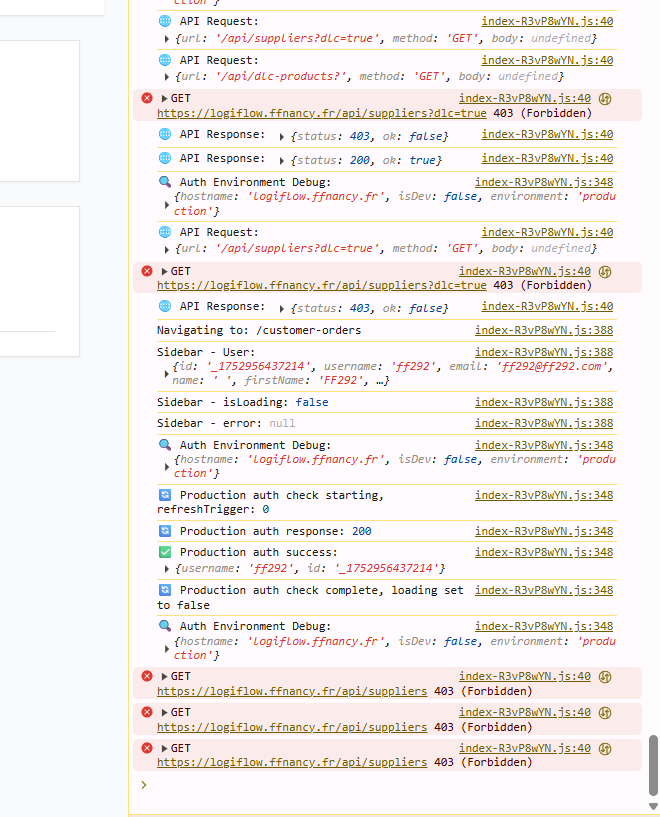 ction'}
API Request: index-R3vP8wYN.js:40
{url: '/api/suppliers?dlc=true', method: 'GET', body: undefined}
API Request: index-R3vP8wYN.js:40
{url: '/api/dlc-products?', method: 'GET', body: undefined}
GET index-R3vP8wYN.js:40
https://logiflow.ffnancy.fr/api/suppliers?dlc=true 403 (Forbidden)
API Response: {status: 403, ok: false} index-R3vP8wYN.js:40
API Response: {status: 200, ok: true} index-R3vP8wYN.js:40
Auth Environment Debug: index-R3vP8wYN.js:348
{hostname: 'logiflow.ffnancy.fr', isDev: false, environment: 'produ
ction'}
API Request: index-R3vP8wYN.js:40
{url: '/api/suppliers?dlc=true', method: 'GET', body: undefined}
GET index-R3vP8wYN.js:40
https://logiflow.ffnancy.fr/api/suppliers?dlc=true 403 (Forbidden)
API Response: {status: 403, ok: false} index-R3vP8wYN.js:40
Navigating to: /customer-orders index-R3vP8wYN.js:388
Sidebar - User: index-R3vP8wYN.js:388
{id: '_1752956437214', username: 'ff292', email: 'ff292@ff292.com',
name: ' ', firstName: 'FF292', …}
Sidebar - isLoading: false index-R3vP8wYN.js:388
Sidebar - error: null index-R3vP8wYN.js:388
Auth Environment Debug: index-R3vP8wYN.js:348
{hostname: 'logiflow.ffnancy.fr', isDev: false, environment: 'produ
ction'}
Production auth check starting, index-R3vP8wYN.js:348
refreshTrigger: 0
Production auth response: 200 index-R3vP8wYN.js:348
Production auth success: index-R3vP8wYN.js:348
{username: 'ff292', id: '_1752956437214'}
Production auth check complete, loading set index-R3vP8wYN.js:348
to false
Auth Environment Debug: index-R3vP8wYN.js:348
{hostname: 'logiflow.ffnancy.fr', isDev: false, environment: 'produ
ction'}
GET index-R3vP8wYN.js:40
https://logiflow.ffnancy.fr/api/suppliers 403 (Forbidden)
GET index-R3vP8wYN.js:40
https://logiflow.ffnancy.fr/api/suppliers 403 (Forbidden)
GET index-R3vP8wYN.js:40
https://logiflow.ffnancy.fr/api/suppliers 403 (Forbidden)